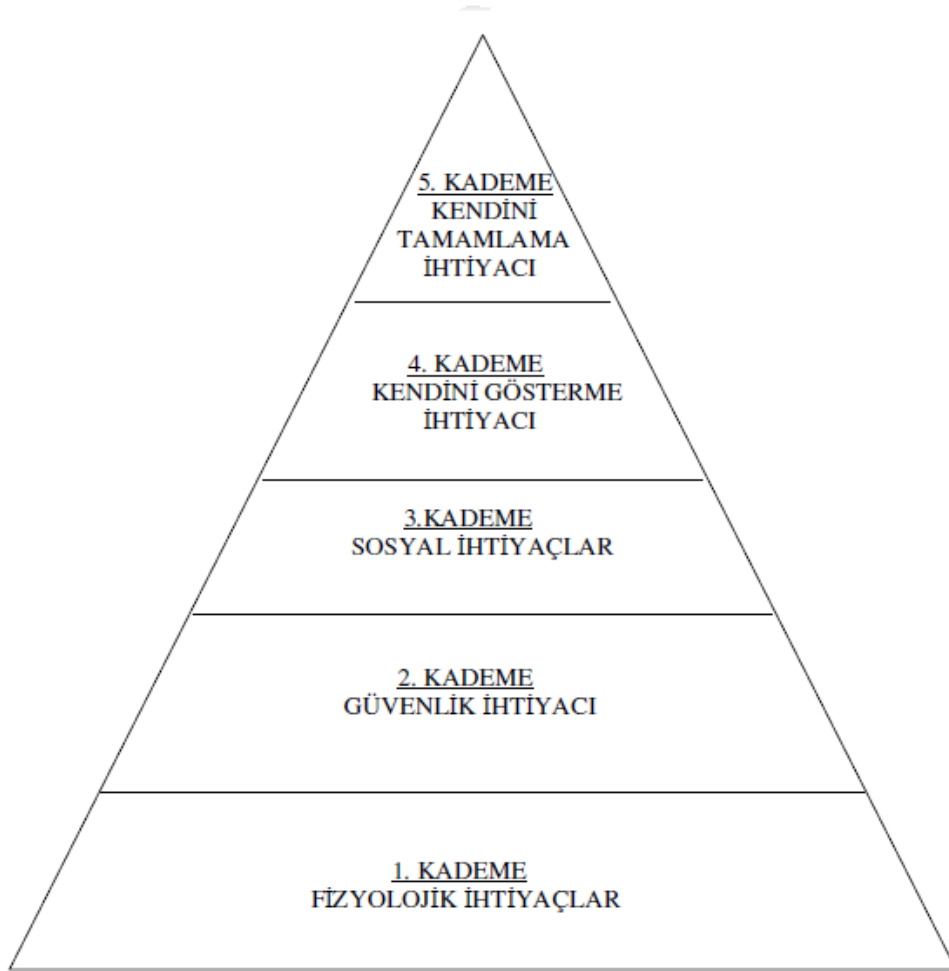 5. KADEME
KENDİNİ
TAMAMLAMA
İHTİYACI
4. KADEME
KENDİNİ GÖSTERME
İHTİYACI
3.KADEME
SOSYAL İHTİYAÇLAR
2. KADEME
GÜVENLİK İHTİYACI
1. KADEME
FİZYOLOJİK İHTİYAÇLAR